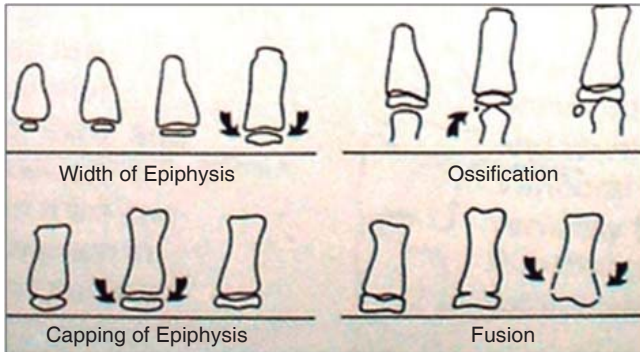 Width of Epiphysis
Ossification
Capping of Epiphysis
Fusion